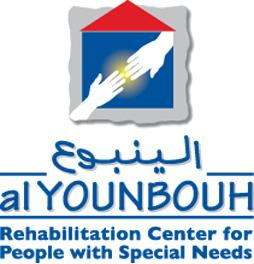 الينبوع
al YOUNBOUH
Rehabilitation Center for
People with Special Needs